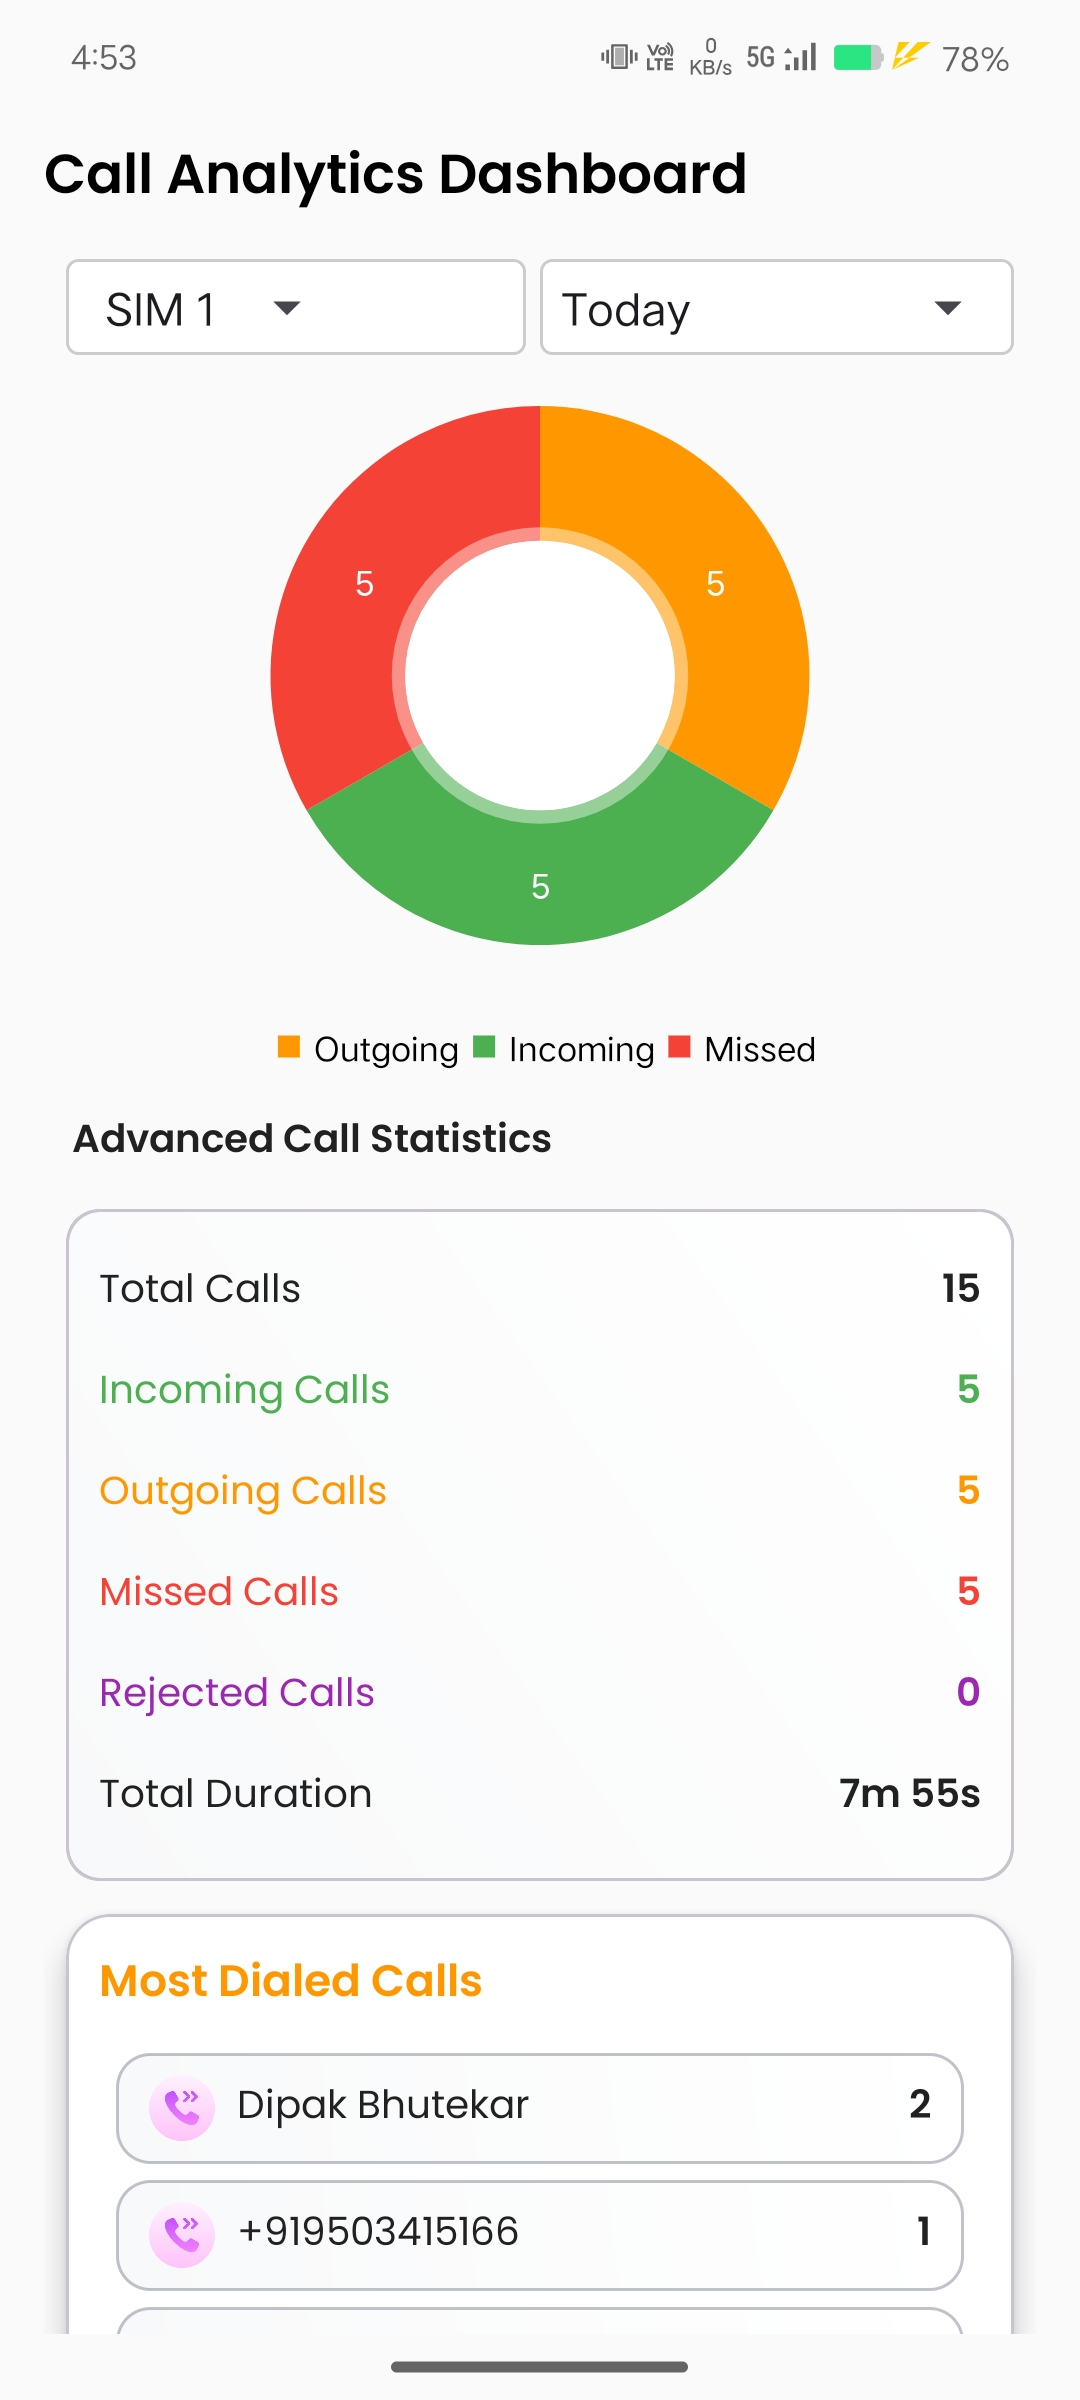 4:53 Vo)) LTE 0 KB/s 5G 78%
Call Analytics Dashboard
SIM 1 Today
5 5
5
Outgoing Incoming Missed
Advanced Call Statistics
Total Calls 15
Incoming Calls 5
Outgoing Calls 5
Missed Calls 5
Rejected Calls 0
Total Duration 7m 55s
Most Dialed Calls
Dipak Bhutekar 2
+919503415166 1